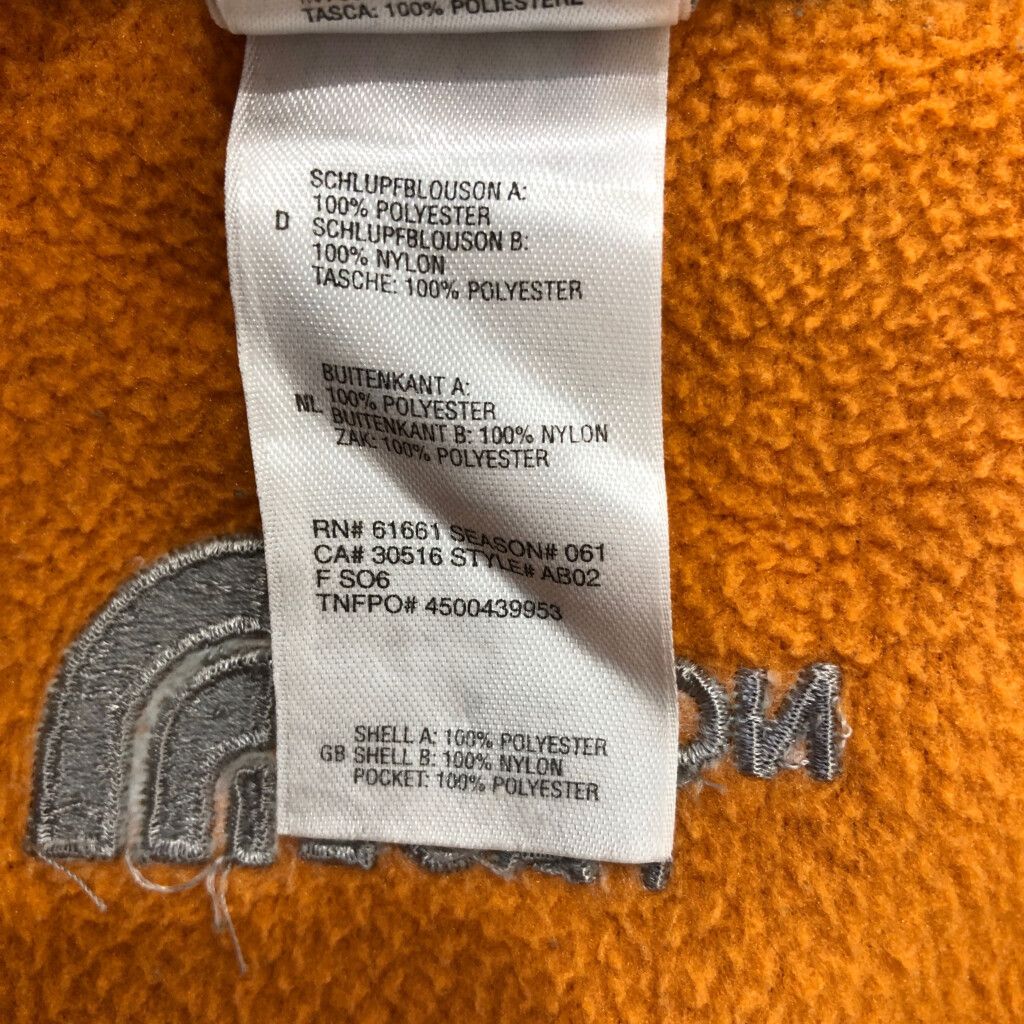 TASCA: 100% POLIESTERE
SCHLUPFBLOUSON A:
100% POLYESTER
D SCHLUPFBLOUSON B:
100% NYLON
TASCHE: 100% POLYESTER
BUITENKANT A:
100% POLYESTER
NL BUITENKANT B: 100% NYLON
ZAK: 100% POLYESTER
RN# 61661 SEASON# 061
CA# 30516 STYLE# AB02
F SO6
TNFPO# 4500439953
SHELL A: 100% POLYESTER
GB SHELL B: 100% NYLON
POCKET: 100% POLYESTER